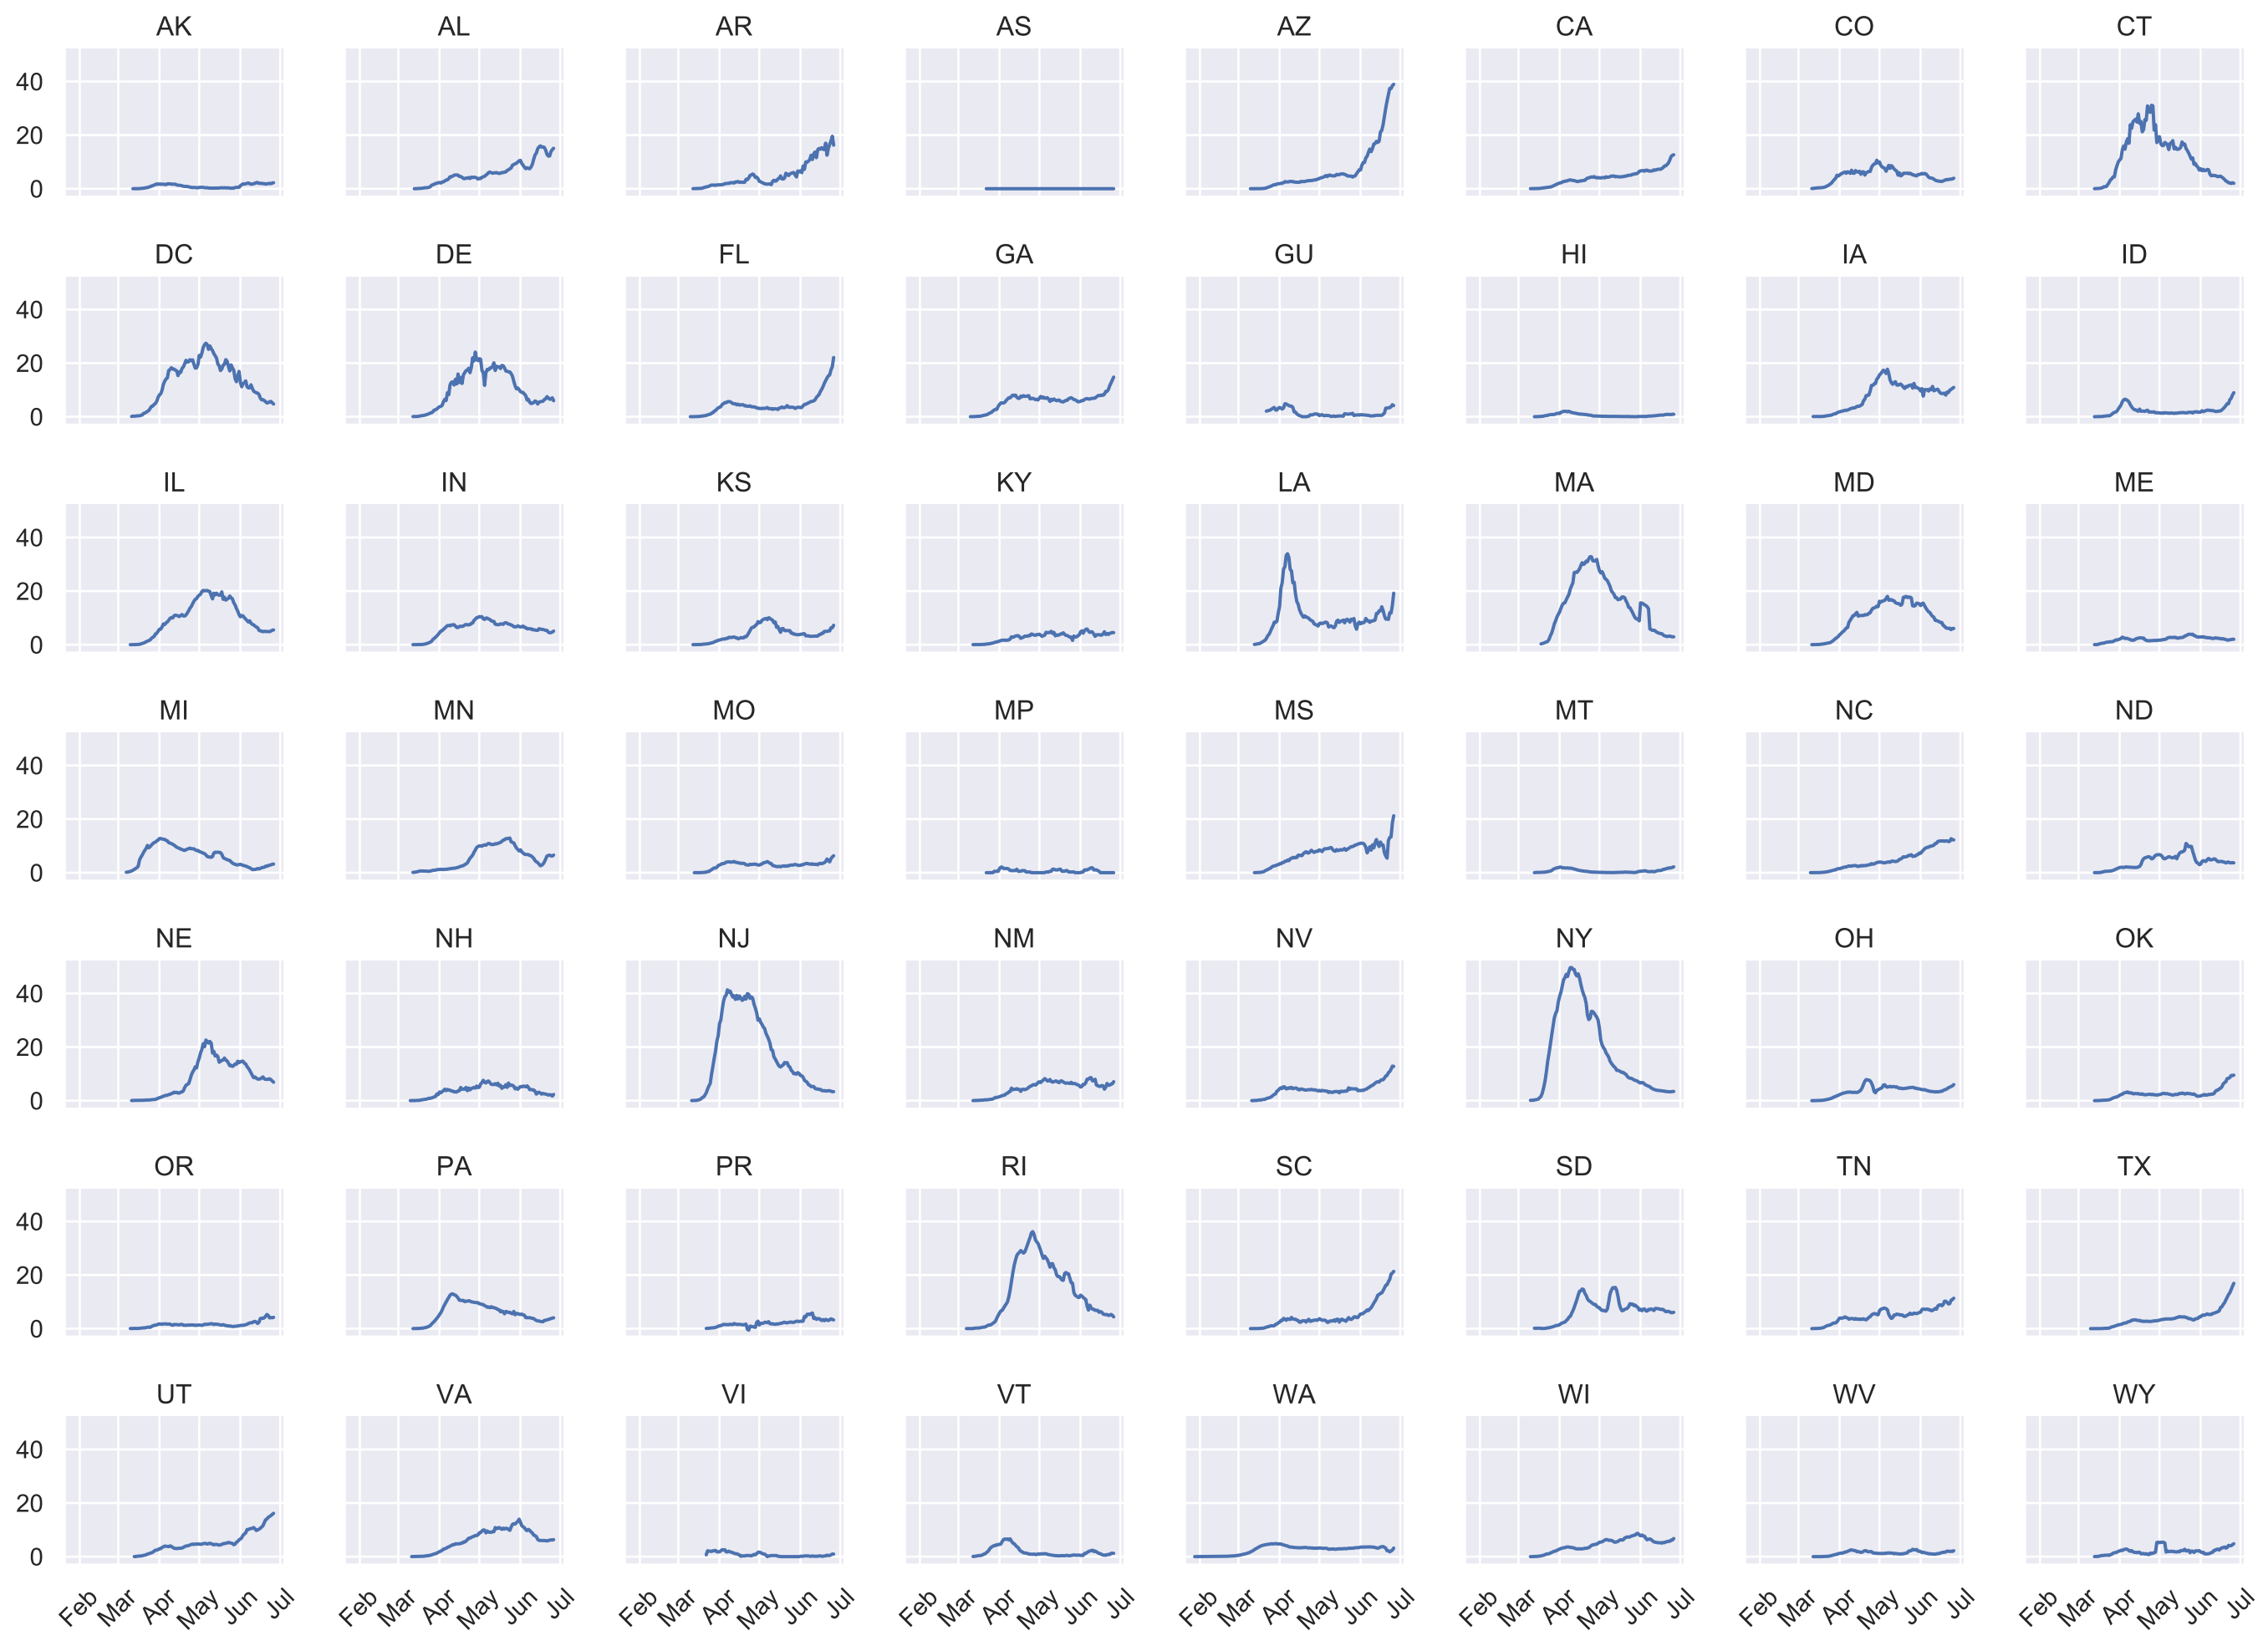 AK AL AR AS AZ CA CO CT
40
20
0
DC DE FL GA GU HI IA ID
40
20
0
IL IN KS KY LA MA MD ME
40
20
0
MI MN MO MP MS MT NC ND
40
20
0
NE NH NJ NM NV NY OH OK
40
20
0
OR PA PR RI SC SD TN TX
40
20
0
UT VA VI VT WA WI WV WY
40
20
0
Feb Mar Apr May Jun Jul Feb Mar Apr May Jun Jul Feb Mar Apr May Jun Jul Feb Mar Apr May Jun Jul Feb Mar Apr May Jun Jul Feb Mar Apr May Jun Jul Feb Mar Apr May Jun Jul Feb Mar Apr May Jun Jul